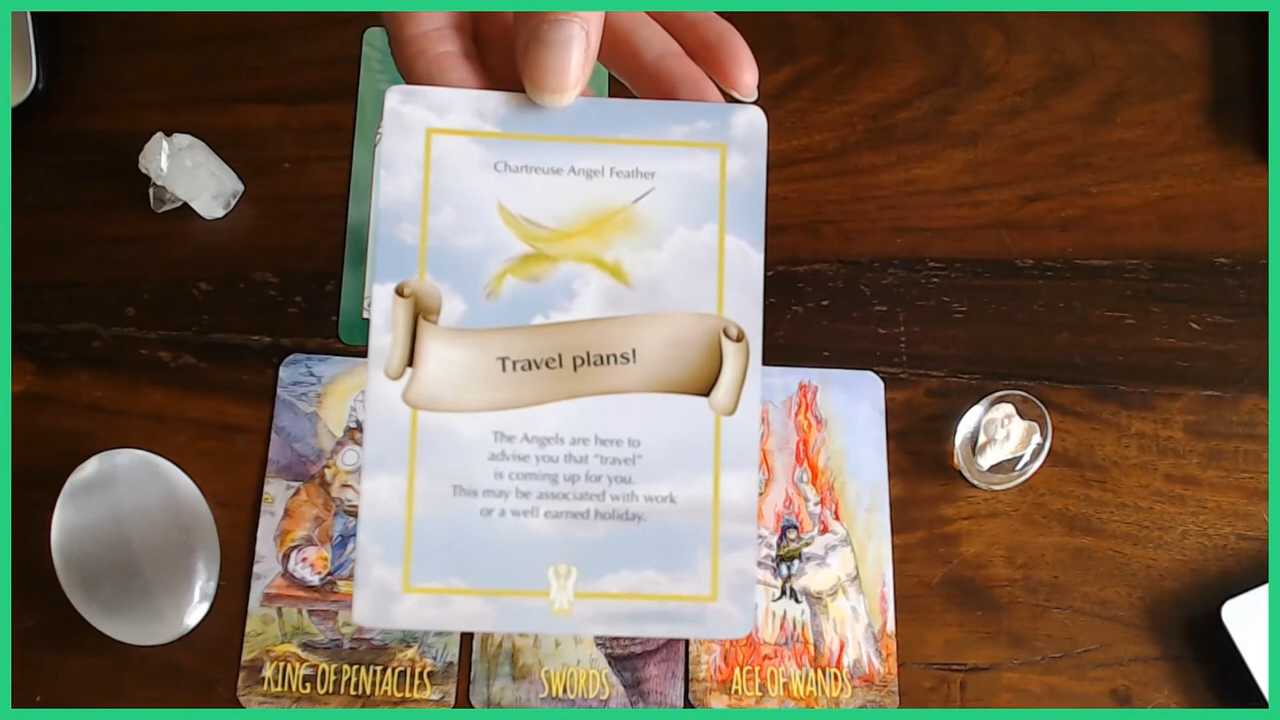 Chartreuse Angel Feather
Travel plans!
The Angels are here to
advise you that "travel"
is coming up for you.
This may be associated with work
or a well earned holiday.
KING OF PENTACLES
SWORDS
ACE OF WANDS